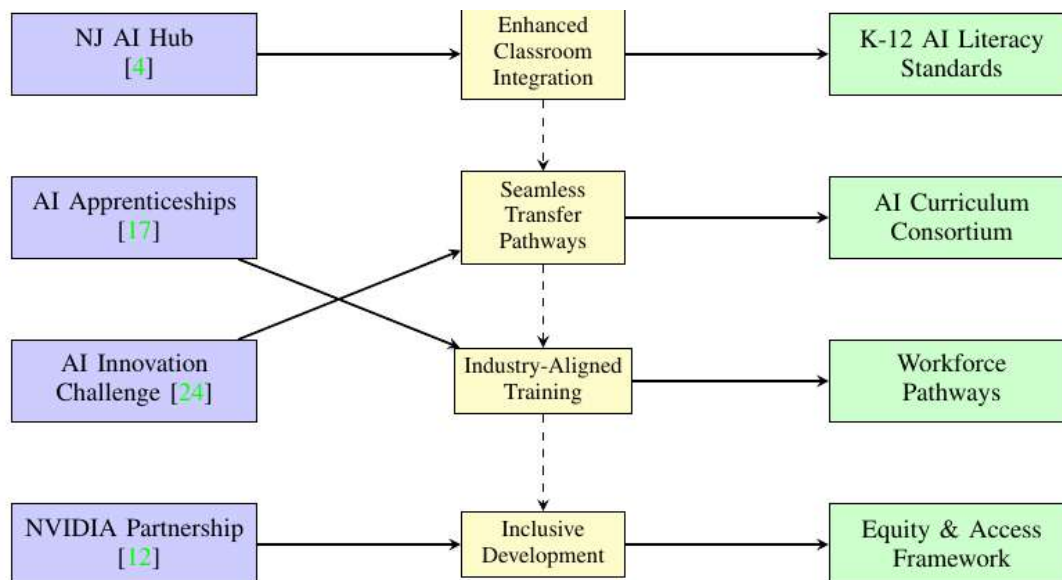 NJ AI Hub
[4]
Enhanced
Classroom
Integration
K-12 AI Literacy
Standards
AI Apprenticeships
[17]
Seamless
Transfer
Pathways
AI Curriculum
Consortium
AI Innovation
Challenge [24]
Industry-Aligned
Training
Workforce
Pathways
NVIDIA Partnership
[12]
Inclusive
Development
Equity & Access
Framework